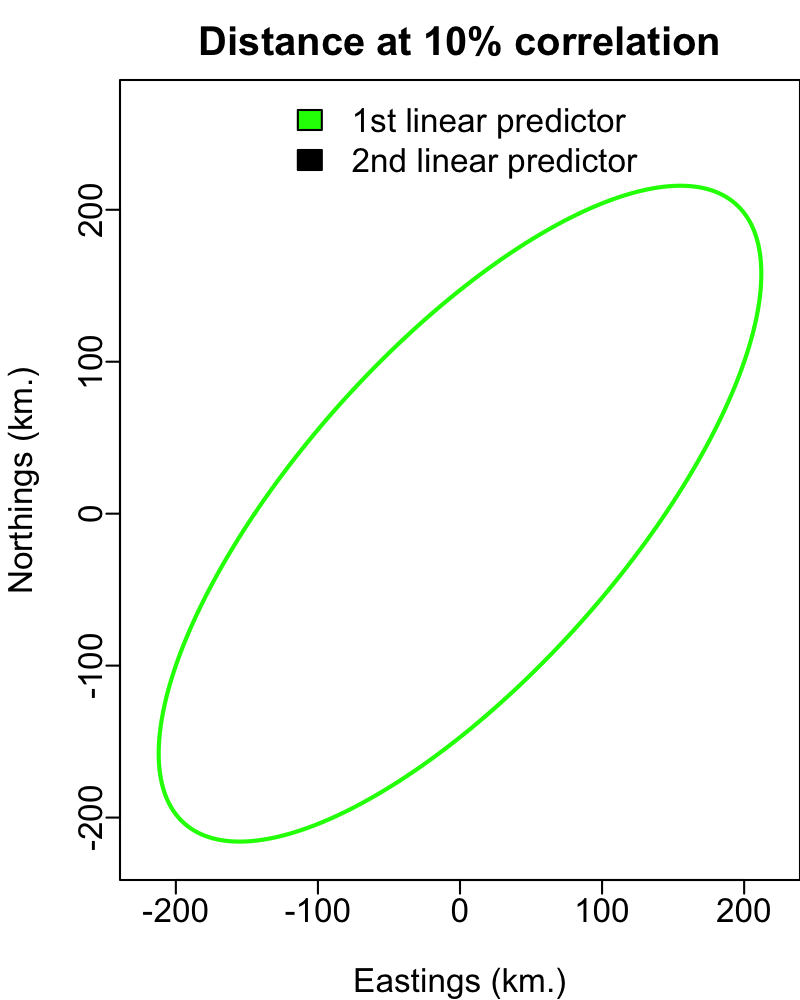 Distance at 10% correlation
1st linear predictor
2nd linear predictor
Northings (km.)
200
100
0
-100
-200
-200 -100 0 100 200
Eastings (km.)